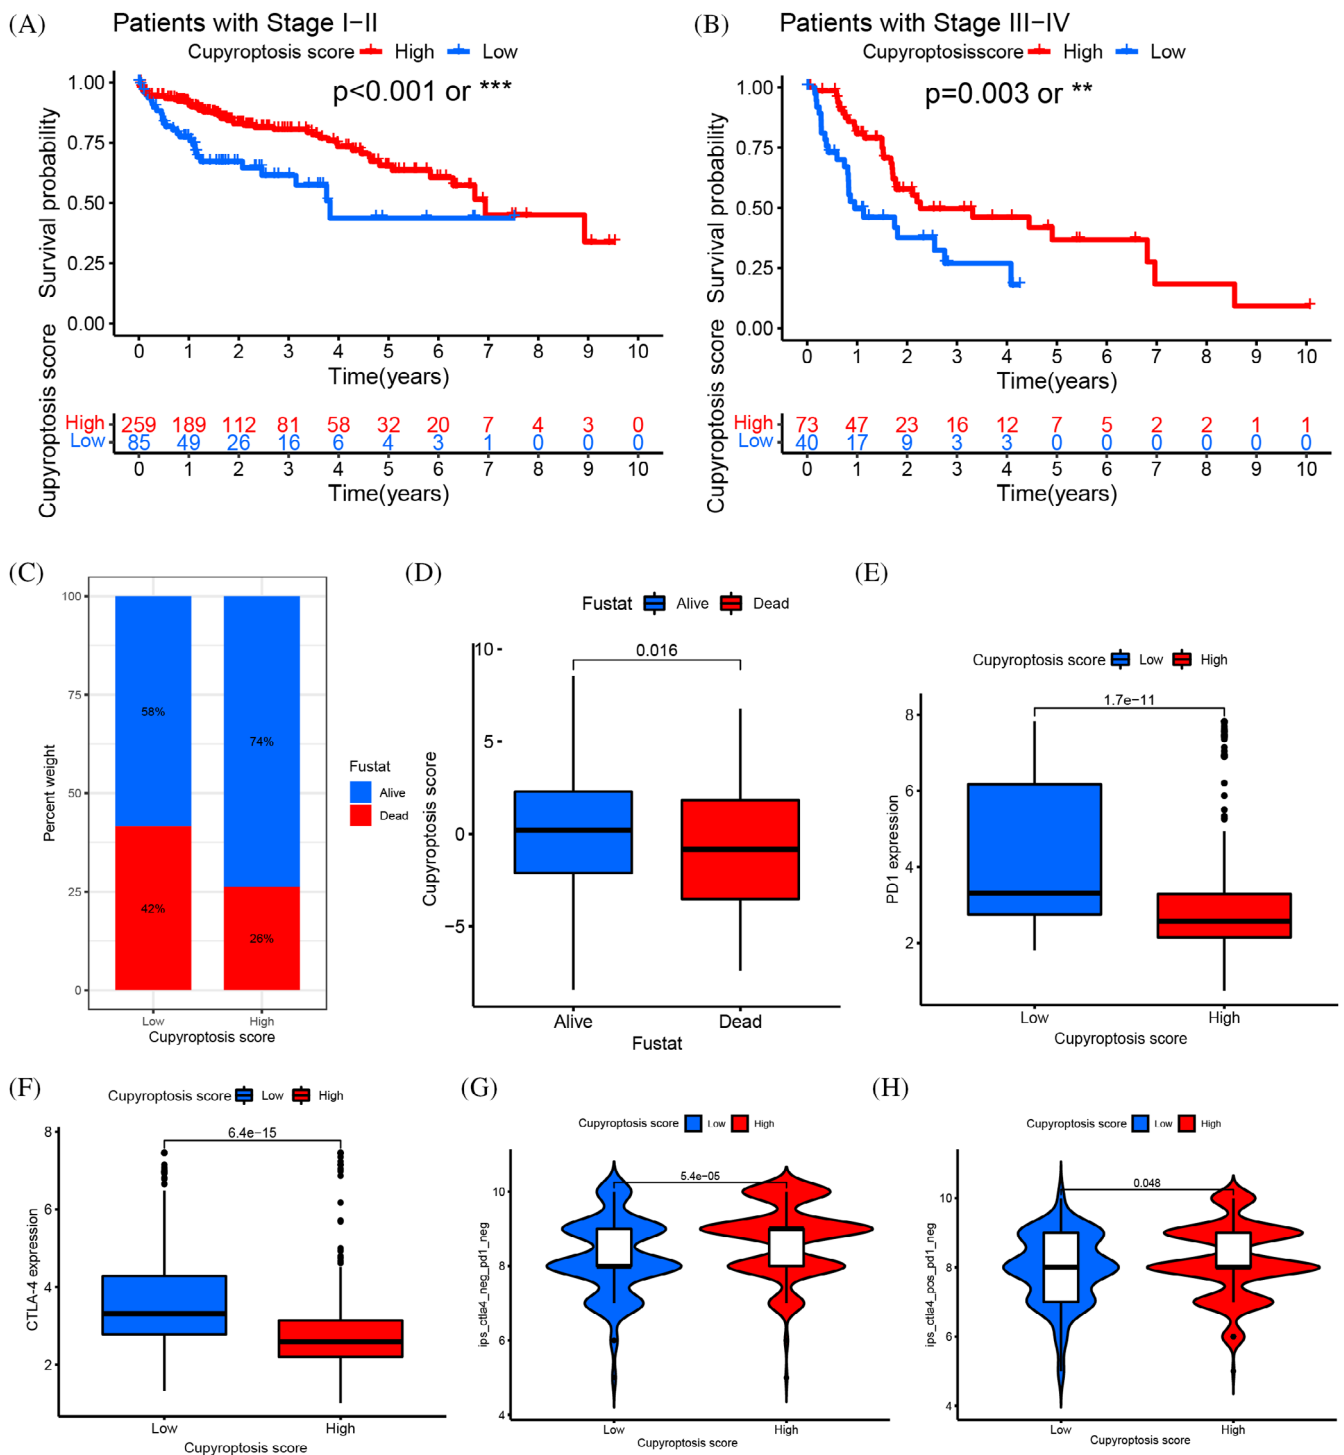 (A)
Patients with Stage I−II
Cupyroptosis score High Low
p<0.001 or ***
Survival probability
1.00
0.75
0.50
0.25
0.00
0 1 2 3 4 5 6 7 8 9 10
Time(years)
Cupyroptosis score
High 259 189 112 81 58 32 20 7 4 3 0
Low 85 49 26 16 6 4 3 1 0 0 0
0 1 2 3 4 5 6 7 8 9 10
Time(years)
(B)
Patients with Stage III−IV
Cupyroptosisscore High Low
p=0.003 or **
Survival probability
1.00
0.75
0.50
0.25
0.00
0 1 2 3 4 5 6 7 8 9 10
Time(years)
Cupyroptosis score
High 73 47 23 16 12 7 5 2 2 1 1
Low 40 17 9 3 3 0 0 0 0 0 0
0 1 2 3 4 5 6 7 8 9 10
Time(years)
(C)
Percent weight
100
75
50
25
0
58%
74%
42%
26%
Low High
Cupyroptosis score
Fustat
Alive
Dead
(D)
Fustat Alive Dead
0.016
Cupyroptosis score
10
5
0
−5
Alive Dead
Fustat
(E)
Cupyroptosis score Low High
1.7e−11
PD1 expression
8
6
4
2
Low High
Cupyroptosis score
(F)
Cupyroptosis score Low High
6.4e−15
CTLA−4 expression
8
6
4
2
Low High
Cupyroptosis score
(G)
Cupyroptosis score Low High
5.4e−05
ips_ctla4_neg_pd1_neg
10
8
6
4
Low High
Cupyroptosis score
(H)
Cupyroptosis score Low High
0.048
ips_ctla4_pos_pd1_neg
10
8
6
4
Low High
Cupyroptosis score